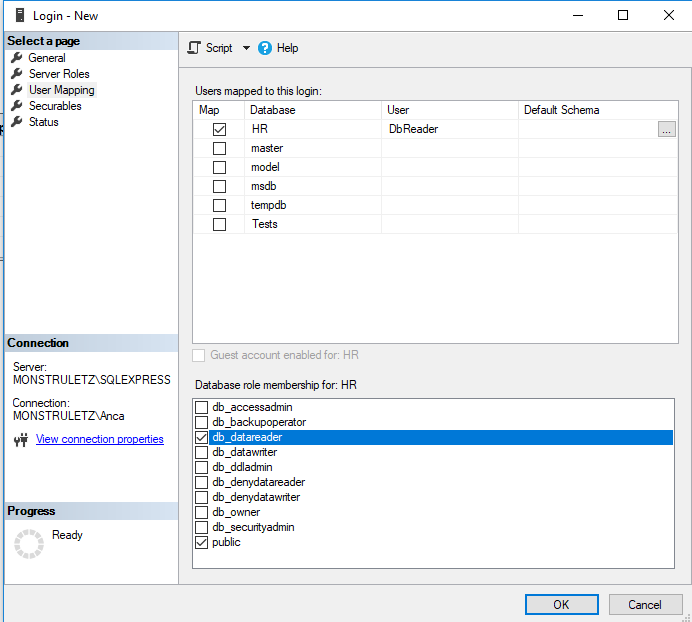 Login - New
Select a page
General
Server Roles
User Mapping
Securables
Status
Script Help
Users mapped to this login:
Map Database User Default Schema
HR DbReader ...
master
model
msdb
tempdb
Tests
Guest account enabled for: HR
Database role membership for: HR
db_accessadmin
db_backupoperator
db_datareader
db_datawriter
db_ddladmin
db_denydatareader
db_denydatawriter
db_owner
db_securityadmin
public
Connection
Server:
MONSTRULETZ\SQLEXPRESS
Connection:
MONSTRULETZ\Anca
View connection properties
Progress
Ready
OK Cancel